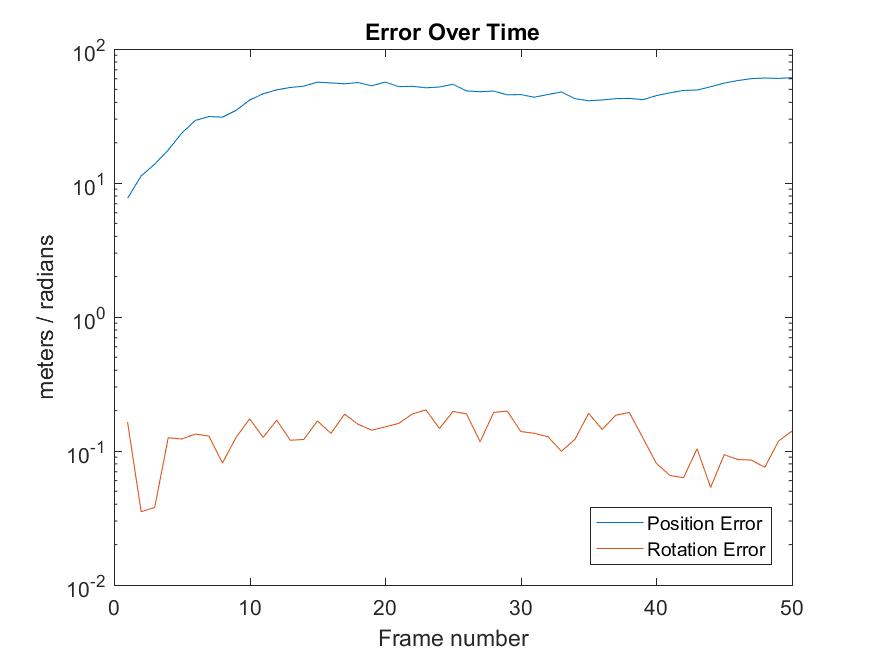 Error Over Time
10^2
10^1
10^0
10^-1
10^-2
meters / radians
Position Error
Rotation Error
0 10 20 30 40 50
Frame number